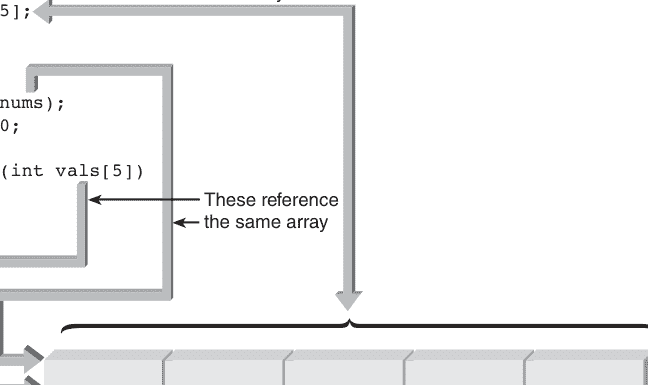 5];
nums);
0;
(int vals[5])
These reference
the same array